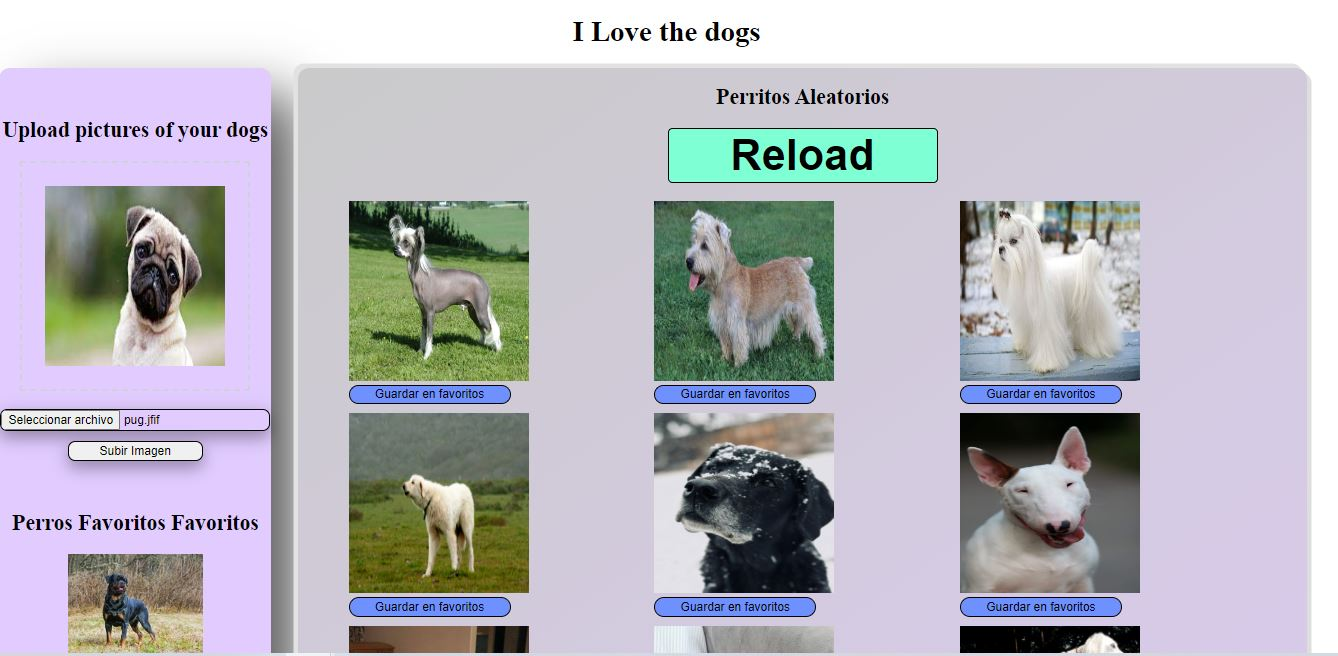 I Love the dogs
Upload pictures of your dogs
Seleccionar archivo pug.jfif
Subir Imagen
Perros Favoritos Favoritos
Perritos Aleatorios
Reload
Guardar en favoritos
Guardar en favoritos
Guardar en favoritos
Guardar en favoritos
Guardar en favoritos
Guardar en favoritos